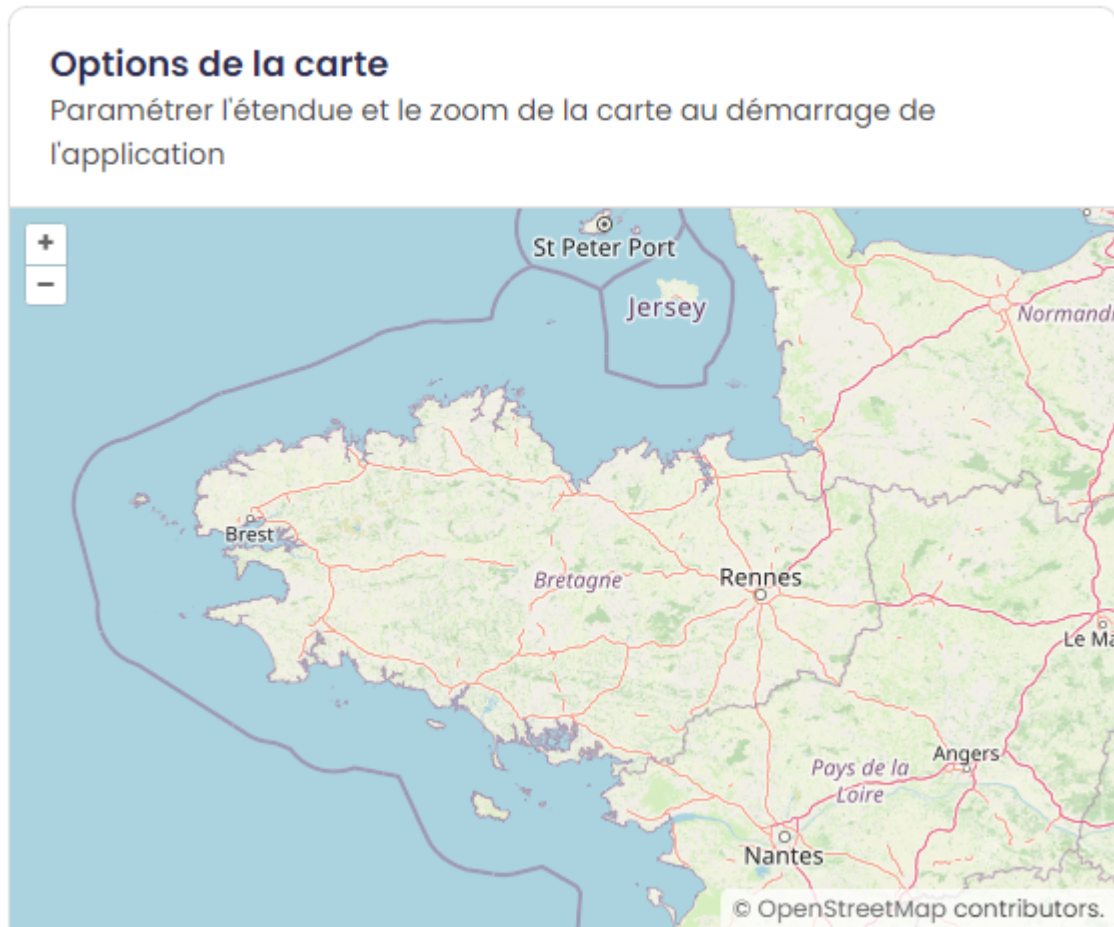 Options de la carte
Paramétrer l'étendue et le zoom de la carte au démarrage de
l'application
+
−
St Peter Port
Jersey
Normandi
Brest
Bretagne
Rennes
Le Ma
Angers
Pays de la
Loire
Nantes
© OpenStreetMap contributors.